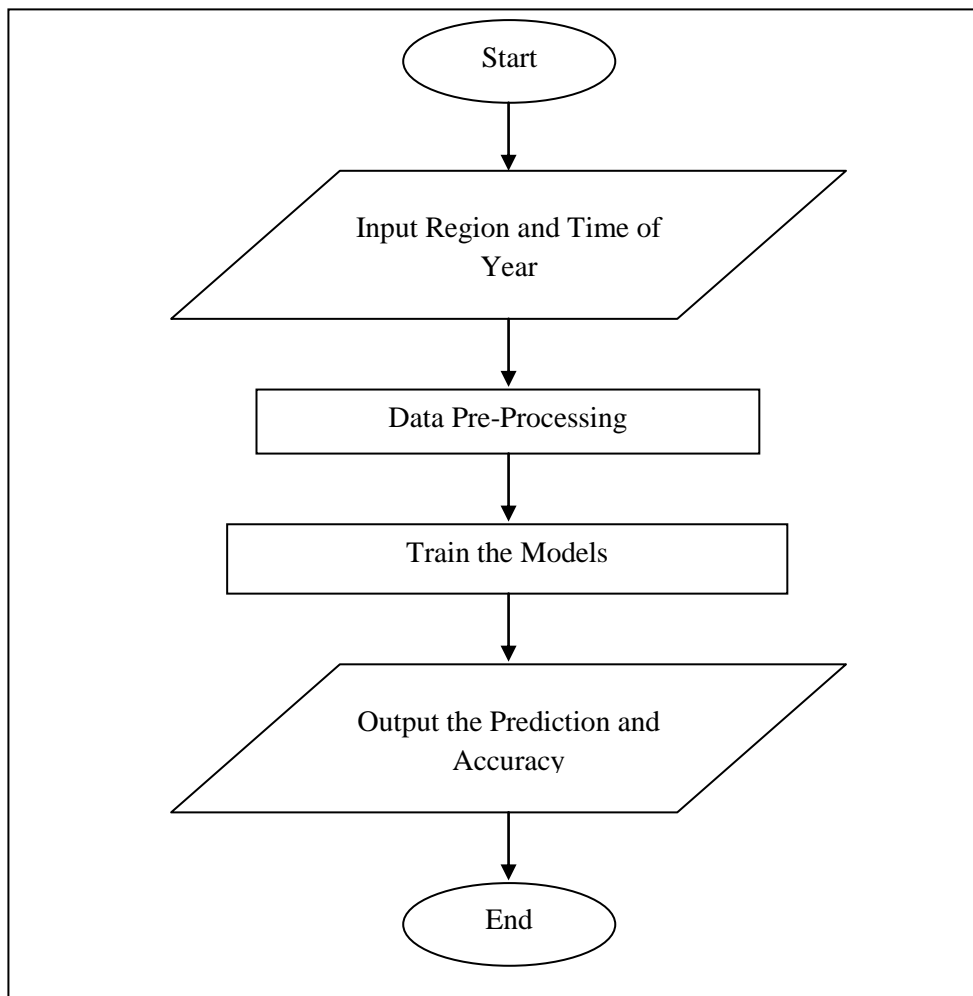 Start
Input Region and Time of
Year
Data Pre-Processing
Train the Models
Output the Prediction and
Accuracy
End